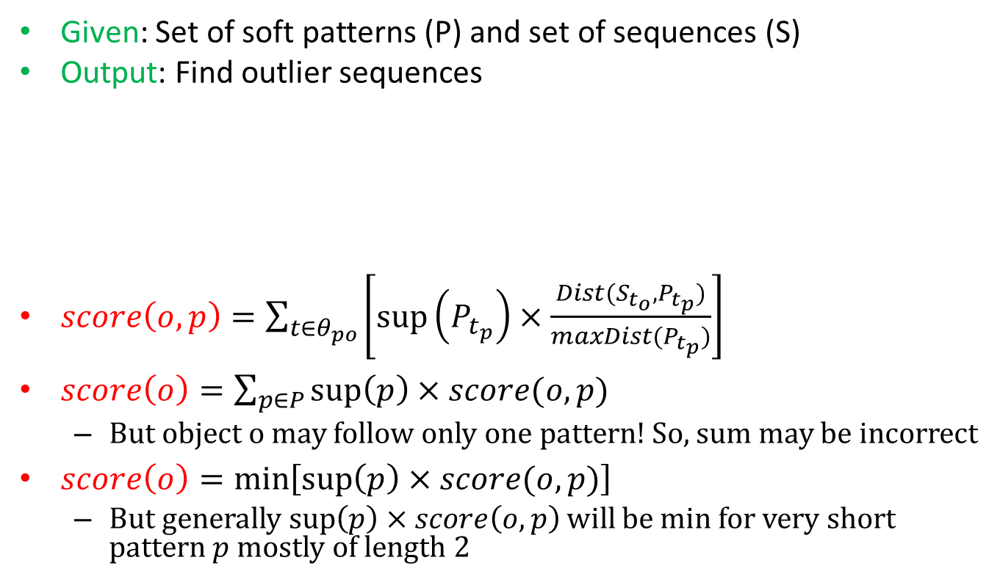 • Given: Set of soft patterns (P) and set of sequences (S)
• Output: Find outlier sequences
• $score(o,p) = \sum_{t \in \theta_{po}} \left[ \sup\left(P_{t_p}\right) \times \frac{Dist(S_{t_o}, P_{t_p})}{maxDist(P_{t_p})} \right]$
• $score(o) = \sum_{p \in P} \sup(p) \times score(o,p)$
– But object o may follow only one pattern! So, sum may be incorrect
• $score(o) = \min[\sup(p) \times score(o,p)]$
– But generally $\sup(p) \times score(o,p)$ will be min for very short
pattern $p$ mostly of length 2